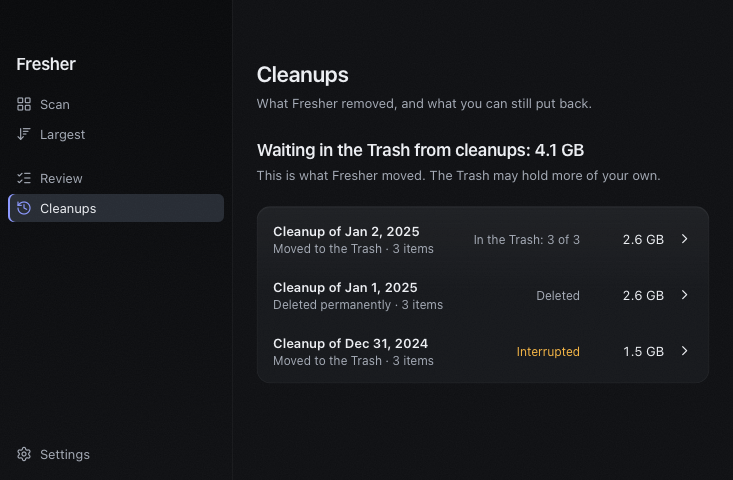 Fresher
Scan
Largest
Review
Cleanups
Settings
Cleanups
What Fresher removed, and what you can still put back.
Waiting in the Trash from cleanups: 4.1 GB
This is what Fresher moved. The Trash may hold more of your own.
Cleanup of Jan 2, 2025
Moved to the Trash · 3 items
In the Trash: 3 of 3
2.6 GB
Cleanup of Jan 1, 2025
Deleted permanently · 3 items
Deleted
2.6 GB
Cleanup of Dec 31, 2024
Moved to the Trash · 3 items
Interrupted
1.5 GB